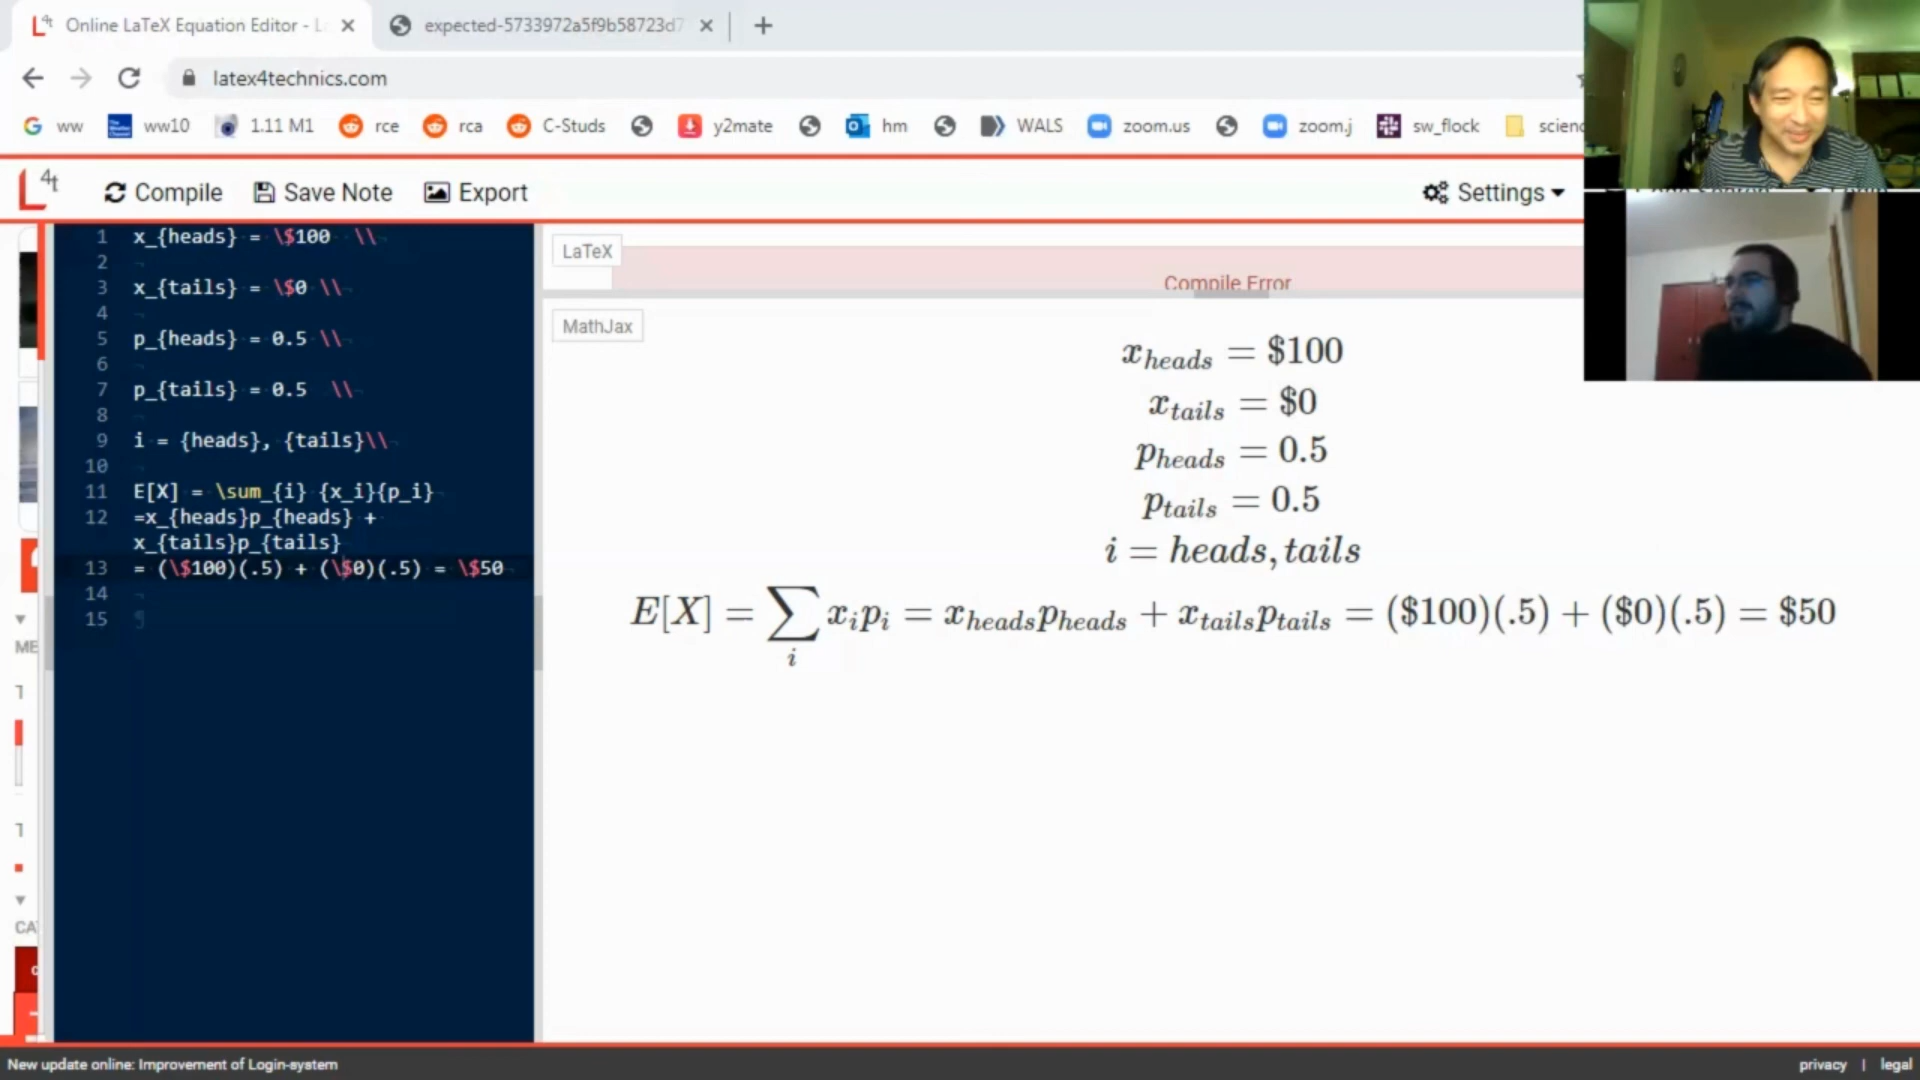 Online LaTeX Equation Editor - L
expected-5733972a5f9b58723d7
latex4technics.com
ww
ww10
1.11 M1
rce
rca
C-Studs
y2mate
hm
WALS
zoom.us
zoom.j
sw_flock
scienc
L4t
Compile
Save Note
Export
Settings
1 x_{heads} = \$100 \\
2
3 x_{tails} = \$0 \\
4
5 p_{heads} = 0.5 \\
6
7 p_{tails} = 0.5 \\
8
9 i = {heads}, {tails}\\
10
11 E[X] = \sum_{i} {x_i}{p_i}
12 =x_{heads}p_{heads} +
x_{tails}p_{tails}
13 = (\$100)(.5) + (\$0)(.5) = \$50
14
15
LaTeX
Compile Error
MathJax
x_heads = $100
x_tails = $0
p_heads = 0.5
p_tails = 0.5
i = heads, tails
E[X] = ∑_i x_i p_i = x_heads p_heads + x_tails p_tails = ($100)(.5) + ($0)(.5) = $50
ME
CA
New update online: Improvement of Login-system
privacy | legal